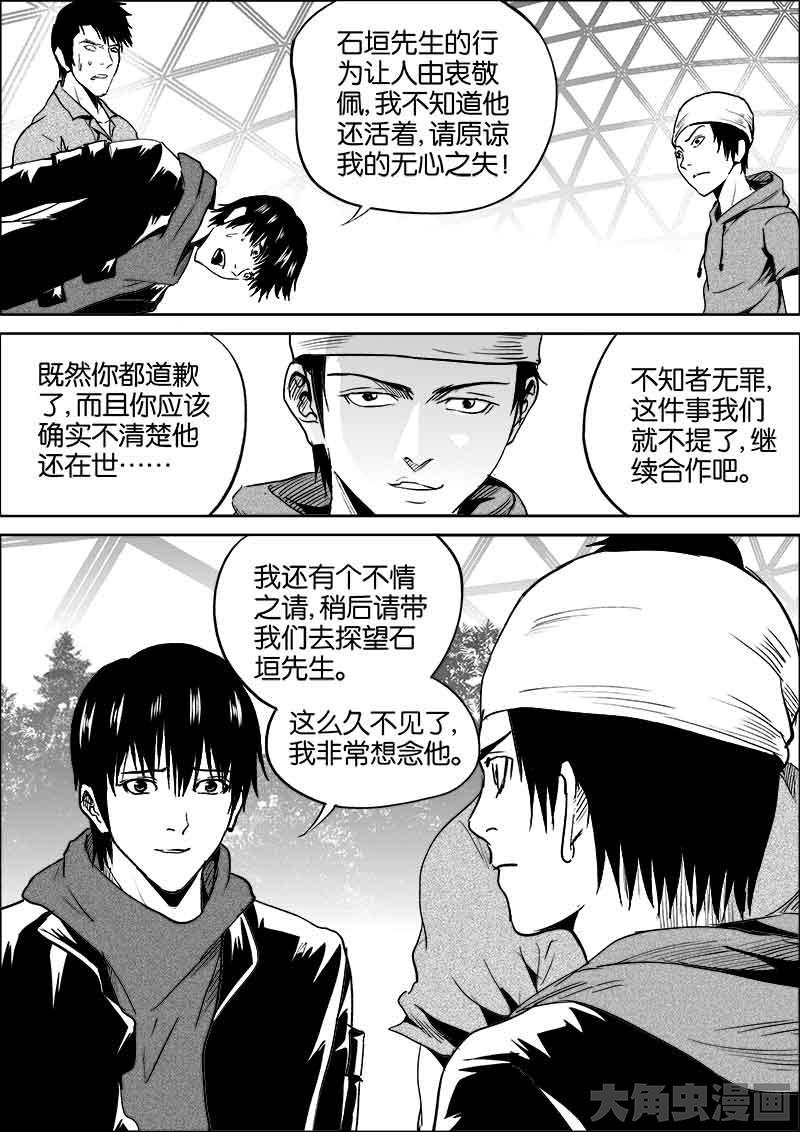 石垣先生的行
为让人由衷敬
佩,我不知道他
还活着,请原谅
我的无心之失!
既然你都道歉
了,而且你应该
确实不清楚他
还在世……
不知者无罪,
这件事我们
就不提了,继
续合作吧。
我还有个不情
之请,稍后请带
我们去探望石
垣先生。
这么久不见了,
我非常想念他。
大角虫漫画